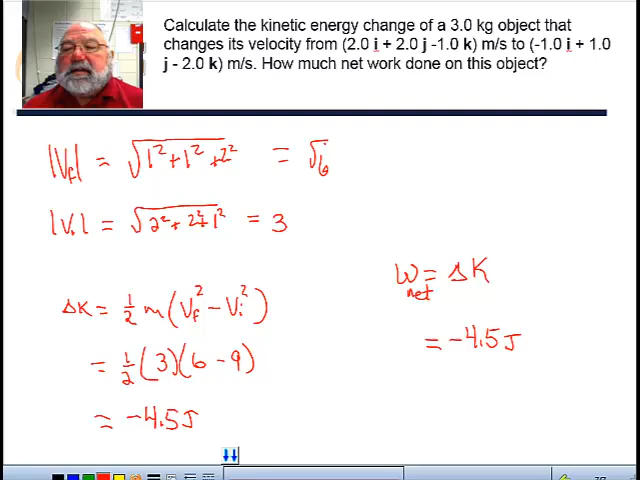 Calculate the kinetic energy change of a 3.0 kg object that
changes its velocity from (2.0 i + 2.0 j -1.0 k) m/s to (-1.0 i + 1.0
j - 2.0 k) m/s. How much net work done on this object?
|Vf| = √1² + 1² + 2² = √6
|Vi| = √2² + 2² + 1² = 3
ΔK = 1/2 m (Vf² - Vi²)
= 1/2 (3)(6 - 9)
= -4.5 J
W net = ΔK
= -4.5 J